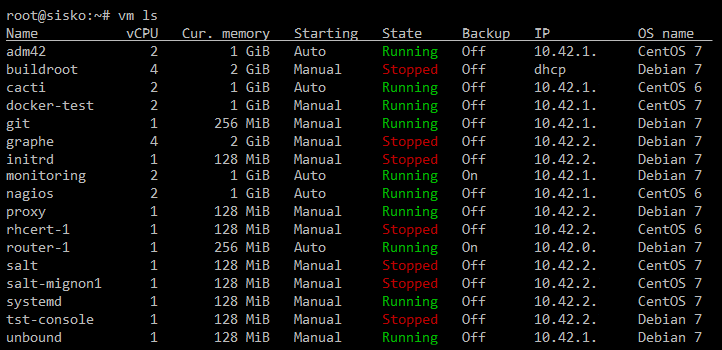 root@sisko:~# vm ls
Name vCPU Cur. memory Starting State Backup IP OS name
adm42 2 1 GiB Auto Running Off 10.42.1. CentOS 7
buildroot 4 2 GiB Manual Stopped Off dhcp Debian 7
cacti 2 1 GiB Auto Running Off 10.42.1. CentOS 6
docker-test 2 1 GiB Manual Running Off 10.42.1. Debian 7
git 1 256 MiB Manual Running Off 10.42.1. Debian 7
graphe 4 2 GiB Manual Stopped Off 10.42.2. Debian 7
initrd 1 128 MiB Manual Stopped Off 10.42.2. Debian 7
monitoring 2 1 GiB Auto Running On 10.42.1. Debian 7
nagios 2 1 GiB Auto Running Off 10.42.1. CentOS 6
proxy 1 128 MiB Manual Running Off 10.42.2. Debian 7
rhcert-1 1 128 MiB Manual Stopped Off 10.42.2. CentOS 6
router-1 1 256 MiB Auto Running On 10.42.0. Debian 7
salt 1 128 MiB Manual Stopped Off 10.42.2. CentOS 7
salt-mignon1 1 128 MiB Manual Stopped Off 10.42.2. CentOS 7
systemd 1 128 MiB Manual Running Off 10.42.2. Debian 7
tst-console 1 128 MiB Manual Stopped Off 10.42.2. Debian 7
unbound 1 128 MiB Manual Running Off 10.42.1. Debian 7